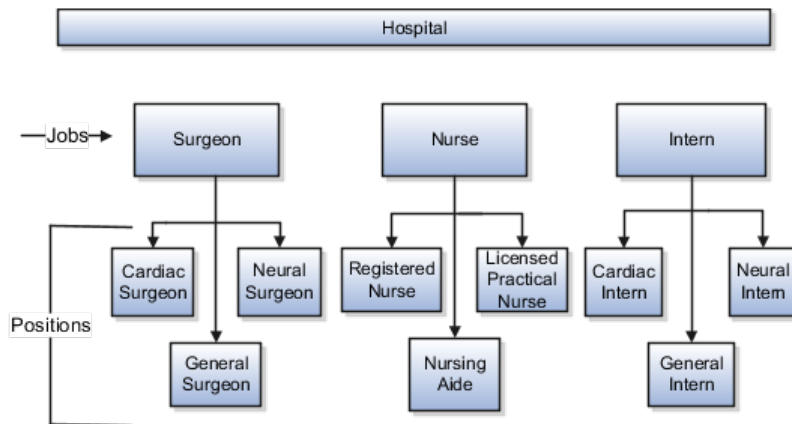 Hospital
Jobs
Surgeon
Nurse
Intern
Positions
Cardiac
Surgeon
Neural
Surgeon
Registered
Nurse
Licensed
Practical
Nurse
Cardiac
Intern
Neural
Intern
General
Surgeon
Nursing
Aide
General
Intern